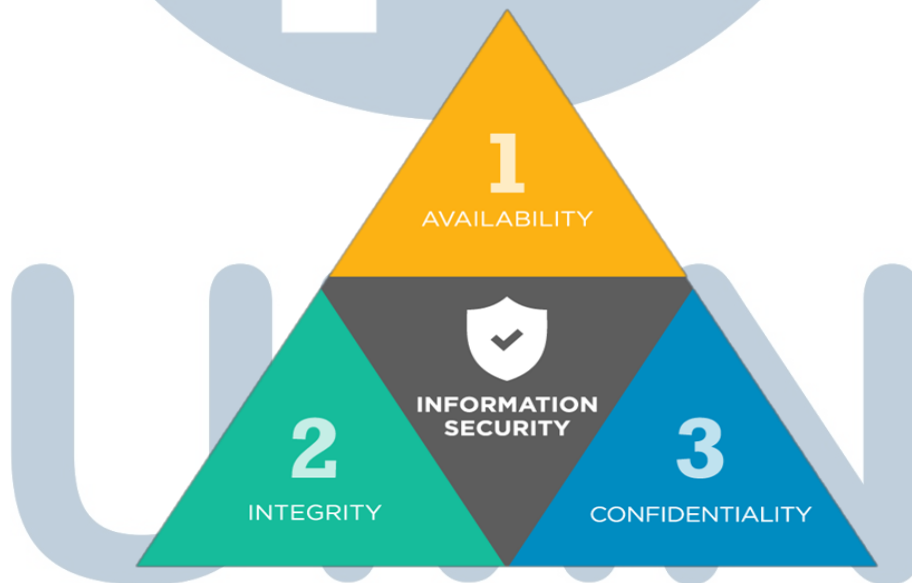 1
AVAILABILITY
INFORMATION
SECURITY
2
INTEGRITY
3
CONFIDENTIALITY